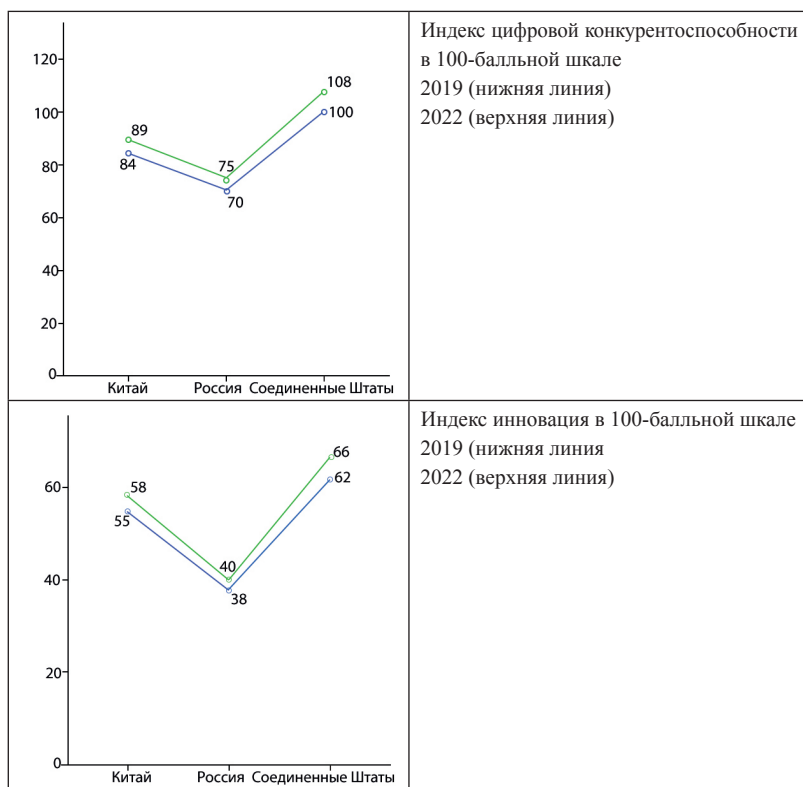 120
100
80
60
40
20
0
89
84
75
70
108
100
Китай Россия Соединенные Штаты
Индекс цифровой конкурентоспособности
в 100-балльной шкале
2019 (нижняя линия)
2022 (верхняя линия)
60
40
20
0
58
55
40
38
66
62
Китай Россия Соединенные Штаты
Индекс инновация в 100-балльной шкале
2019 (нижняя линия
2022 (верхняя линия)